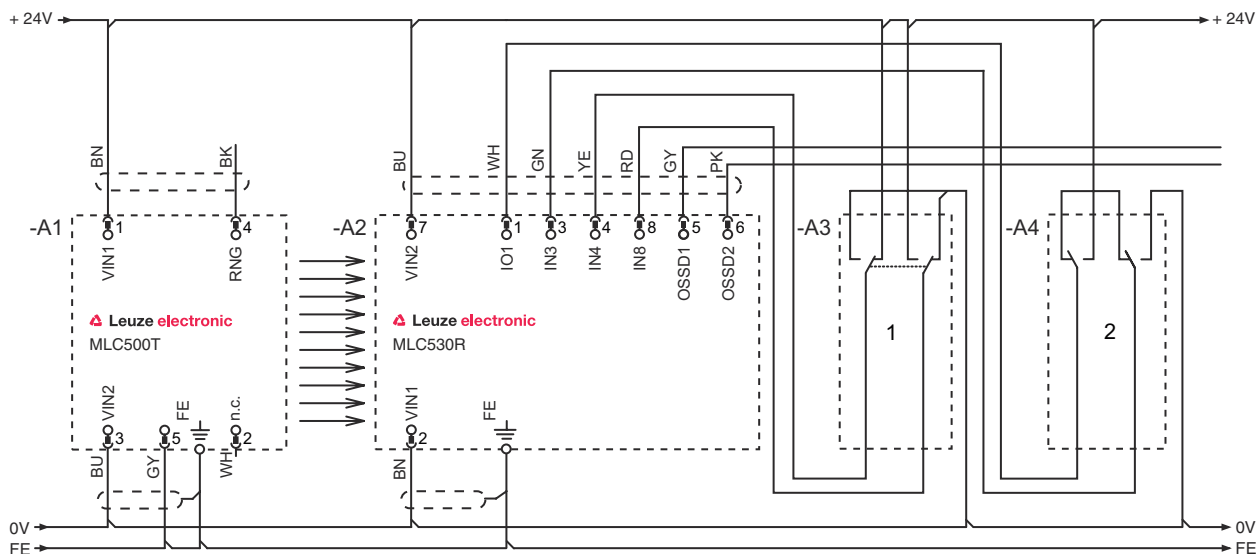 + 24V
+ 24V
BN
BK
BU
WH
GN
YE
RD
GY
PK
-A1
1
4
-A2
7
1
3
4
8
5
6
-A3
-A4
VIN1
RNG
VIN2
IO1
IN3
IN4
IN8
OSSD1
OSSD2
Leuze electronic
MLC500T
Leuze electronic
MLC530R
1
2
VIN2
FE
n.c.
VIN1
FE
3
5
2
2
BU
GY
WH
BN
0V
0V
FE
FE